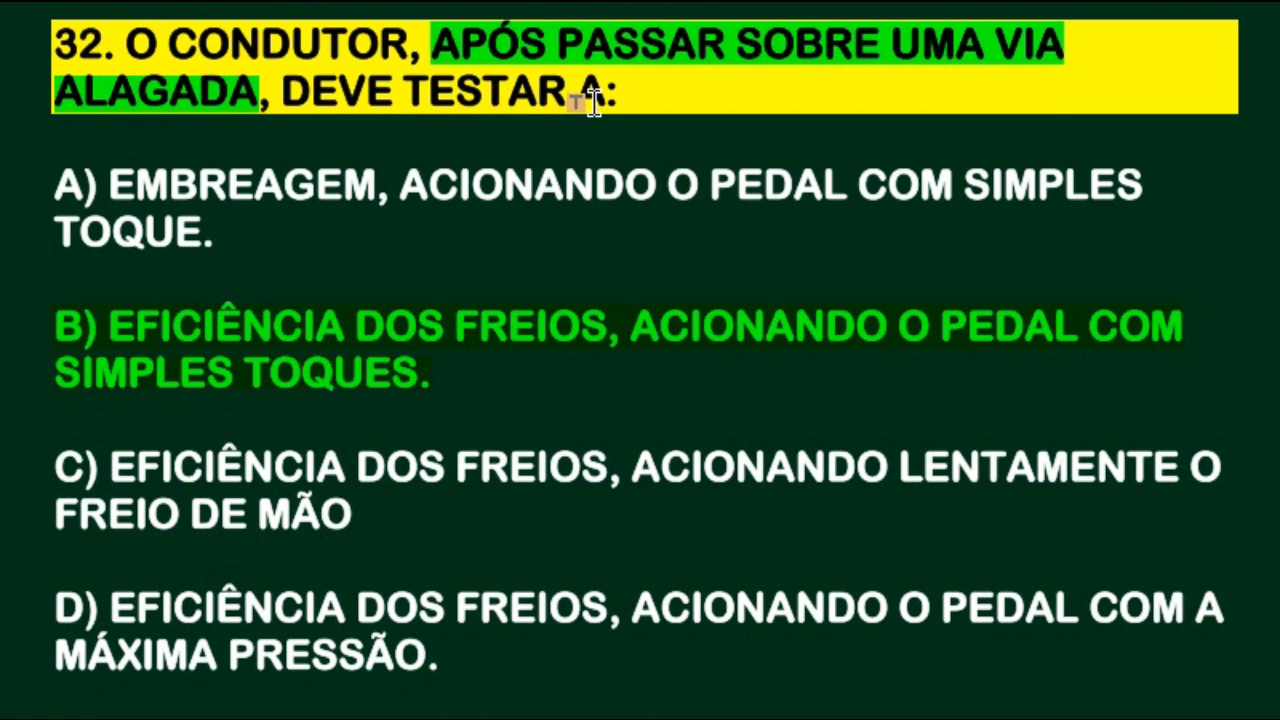 32. O CONDUTOR, APÓS PASSAR SOBRE UMA VIA
ALAGADA, DEVE TESTAR A:
A) EMBREAGEM, ACIONANDO O PEDAL COM SIMPLES
TOQUE.
B) EFICIÊNCIA DOS FREIOS, ACIONANDO O PEDAL COM
SIMPLES TOQUES.
C) EFICIÊNCIA DOS FREIOS, ACIONANDO LENTAMENTE O
FREIO DE MÃO
D) EFICIÊNCIA DOS FREIOS, ACIONANDO O PEDAL COM A
MÁXIMA PRESSÃO.